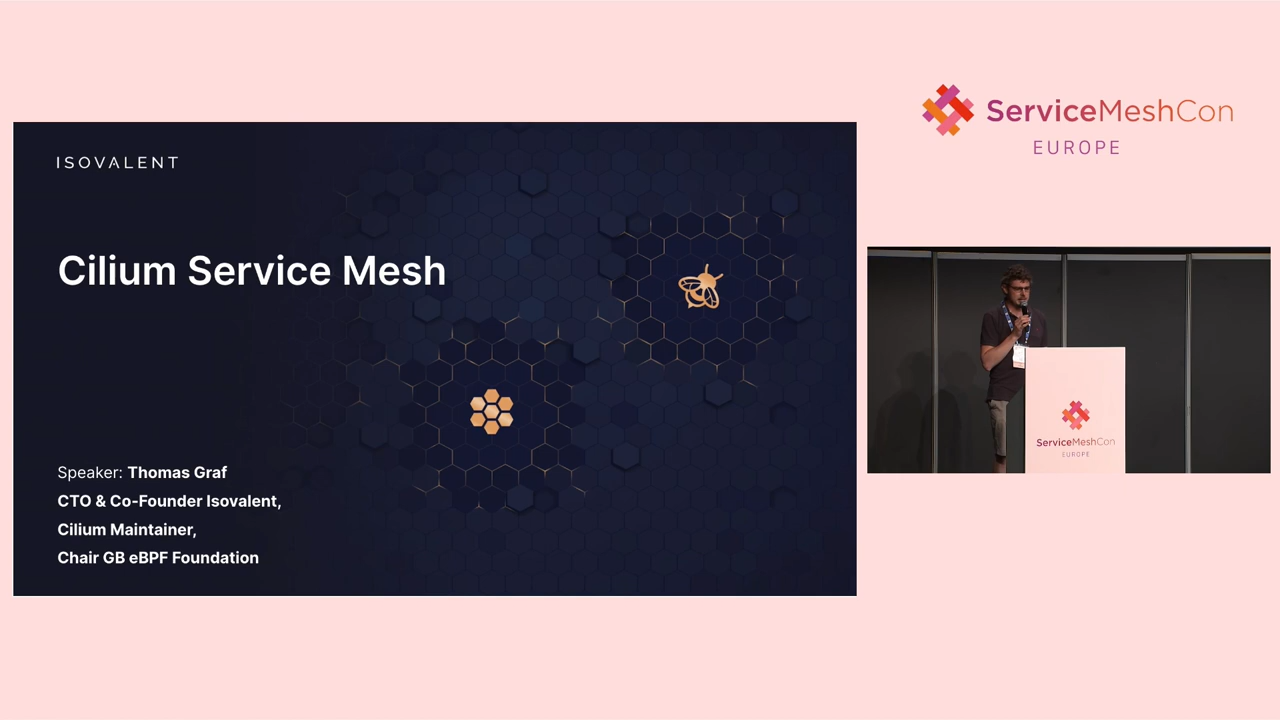 ISOVALENT
Cilium Service Mesh
Speaker: Thomas Graf
CTO & Co-Founder Isovalent,
Cilium Maintainer,
Chair GB eBPF Foundation
ServiceMeshCon
EUROPE
ServiceMeshCon
EUROPE